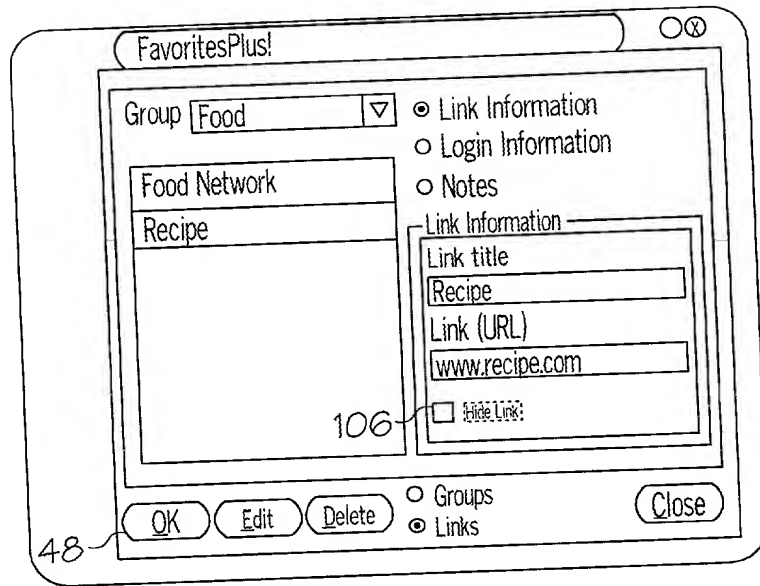 FavoritesPlus!
Group Food
Link Information
Login Information
Notes
Food Network
Recipe
Link Information
Link title
Recipe
Link (URL)
www.recipe.com
106
Hide Link
OK
Edit
Delete
Groups
Links
Close
48